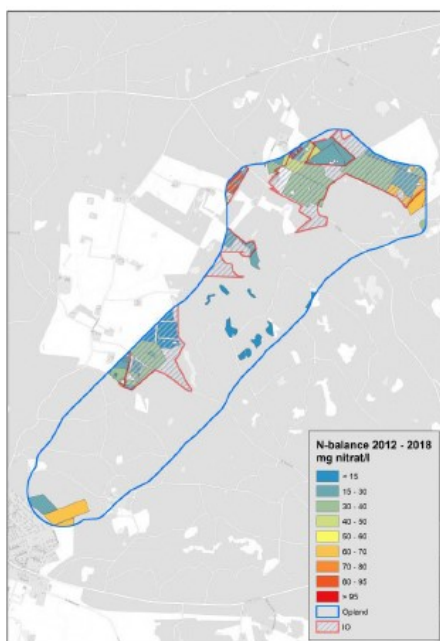 N-balance 2012 - 2018
mg nitrat/l
< 15
15 - 30
30 - 40
40 - 50
50 - 60
60 - 70
70 - 80
80 - 95
> 95
Opland
IO